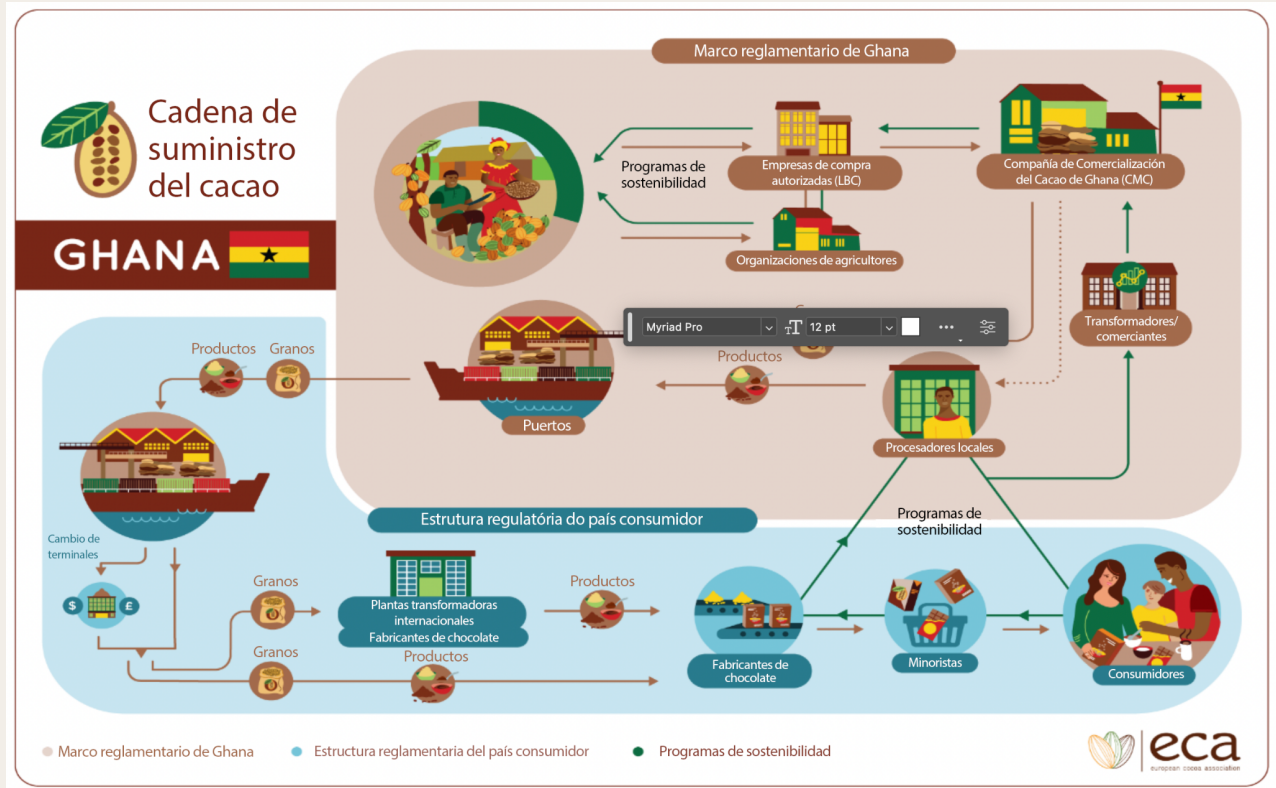 Marco reglamentario de Ghana
Cadena de
suministro
del cacao
GHANA
Programas de
sostenibilidad
Empresas de compra
autorizadas (LBC)
Compañía de Comercialización
del Cacao de Ghana (CMC)
Organizaciones de agricultores
Transformadores/
comerciantes
Myriad Pro
12 pt
Productos
Granos
Productos
Puertos
Procesadores locales
Estrutura regulatória do país consumidor
Programas de
sostenibilidad
Cambio de
terminales
$
£
Granos
Plantas transformadoras
internacionales
Fabricantes de chocolate
Productos
Granos
Productos
Fabricantes de
chocolate
Minoristas
Consumidores
Marco reglamentario de Ghana
Estructura reglamentaria del país consumidor
Programas de sostenibilidad
eca
european cocoa association